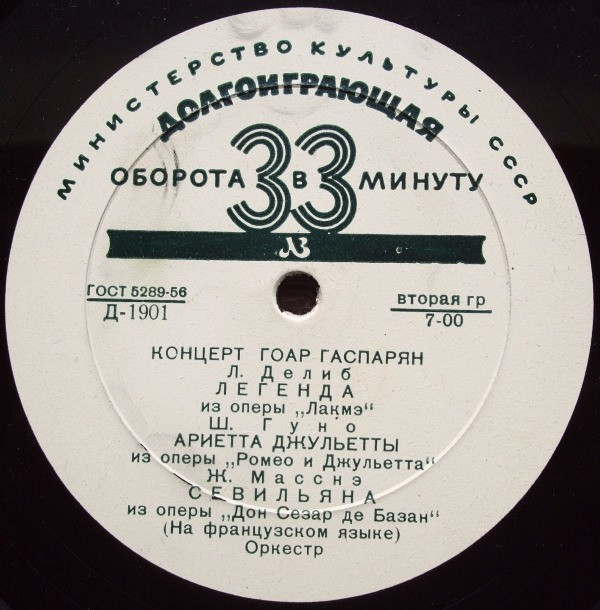 МИНИСТЕРСТВО КУЛЬТУРЫ СССР
ДОЛГОИГРАЮЩАЯ
ОБОРОТА 33 В МИНУТУ
ЛЗ
ГОСТ 5289-56
Д-1901
вторая гр
7-00
КОНЦЕРТ ГОАР ГАСПАРЯН
Л. Делиб
ЛЕГЕНДА
из оперы „Лакмэ“
Ш. Гуно
АРИЕТТА ДЖУЛЬЕТТЫ
из оперы „Ромео и Джульетта“
Ж. Масснэ
СЕВИЛЬЯНА
из оперы „Дон Сезар де Базан“
(На французском языке)
Оркестр